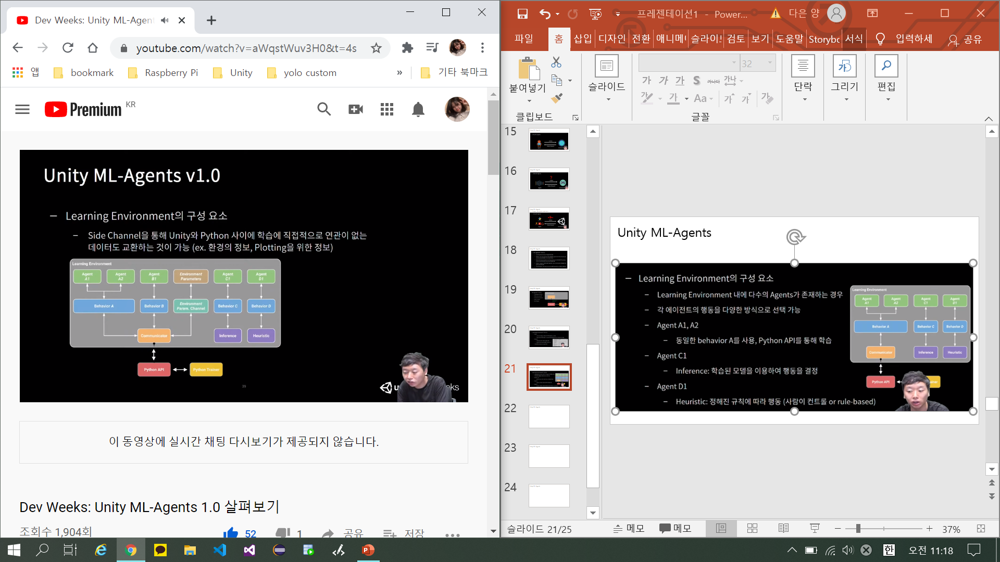 Dev Weeks: Unity ML-Agent
youtube.com/watch?v=aWqstWuv3H0&t=4s
앱
bookmark
Raspberry Pi
Unity
yolo custom
»
기타 북마크
Premium KR
Unity ML-Agents v1.0
– Learning Environment의 구성 요소
– Side Channel을 통해 Unity와 Python 사이에 학습에 직접적으로 연관이 없는
데이터도 교환하는 것이 가능 (ex. 환경의 정보, Plotting을 위한 정보)
Learning Environment
Agent A1
Agent A2
Agent B1
Environment Parameters
Agent C1
Agent D1
Behavior A
Behavior B
Environment Param. Channel
Behavior C
Behavior D
Communicator
Inference
Heuristic
Python API
Python Trainer
39
이 동영상에 실시간 채팅 다시보기가 제공되지 않습니다.
Dev Weeks: Unity ML-Agents 1.0 살펴보기
조회수 1,904회
52
1
공유
저장
프레젠테이션1 - Power...
다은 양
파일
홈
삽입
디자인
전환
애니메이
슬라이!
검토
보기
도움말
Storybo
서식
입력하세
공유
붙여넣기
클립보드
슬라이드
32
가 가 가 S 가나다 간나
가 가 Aa 가 가 가
글꼴
단락
그리기
편집
15
16
17
18
19
20
21
22
23
24
Unity ML-Agents
– Learning Environment의 구성 요소
– Learning Environment 내에 다수의 Agents가 존재하는 경우
– 각 에이전트의 행동을 다양한 방식으로 선택 가능
– Agent A1, A2
– 동일한 behavior A를 사용, Python API를 통해 학습
– Agent C1
– Inference: 학습된 모델을 이용하여 행동을 결정
– Agent D1
– Heuristic: 정해진 규칙에 따라 행동 (사람이 컨트롤 or rule-based)
Learning Environment
Agent A1
Agent A2
Agent C1
Agent D1
Behavior A
Behavior C
Behavior D
Communicator
Inference
Heuristic
Python API
슬라이드 21/25
메모
메모
37%
한
오전 11:18